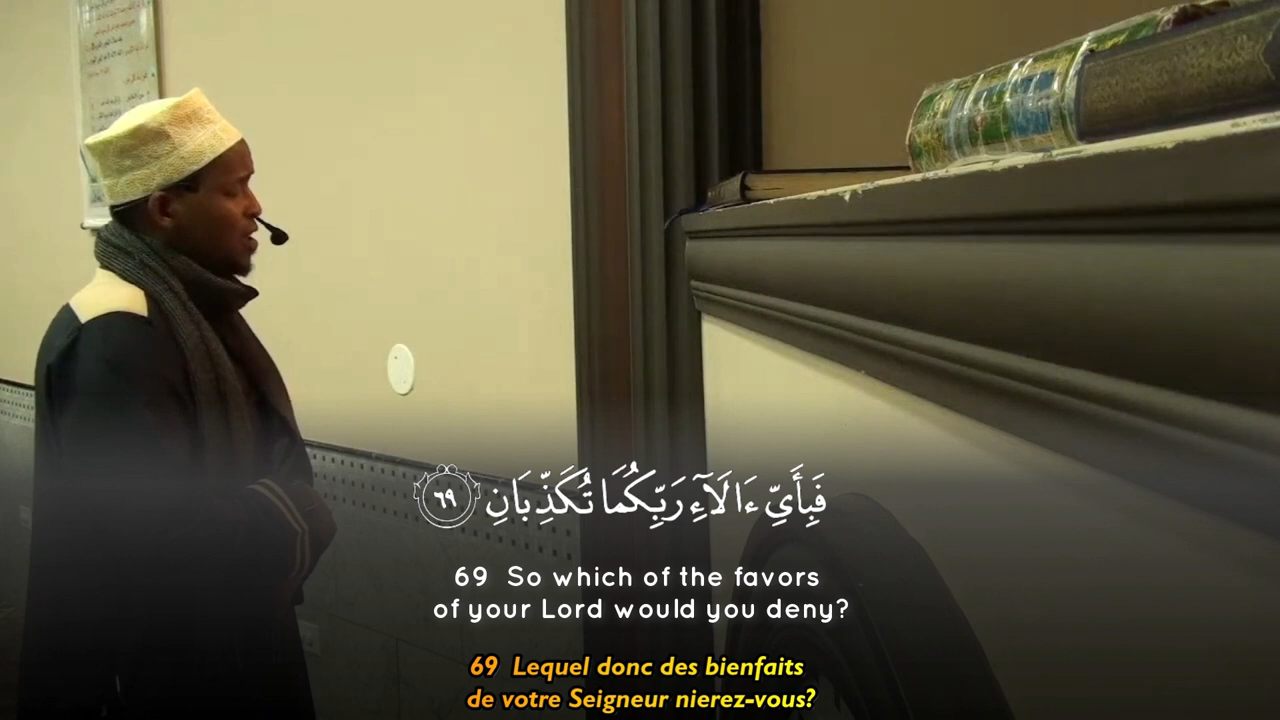 فَبِأَيِّ ءَالَآءِ رَبِّكُمَا تُكَذِّبَانِ ٦٩
69 So which of the favors
of your Lord would you deny?
69 Lequel donc des bienfaits
de votre Seigneur nierez-vous?